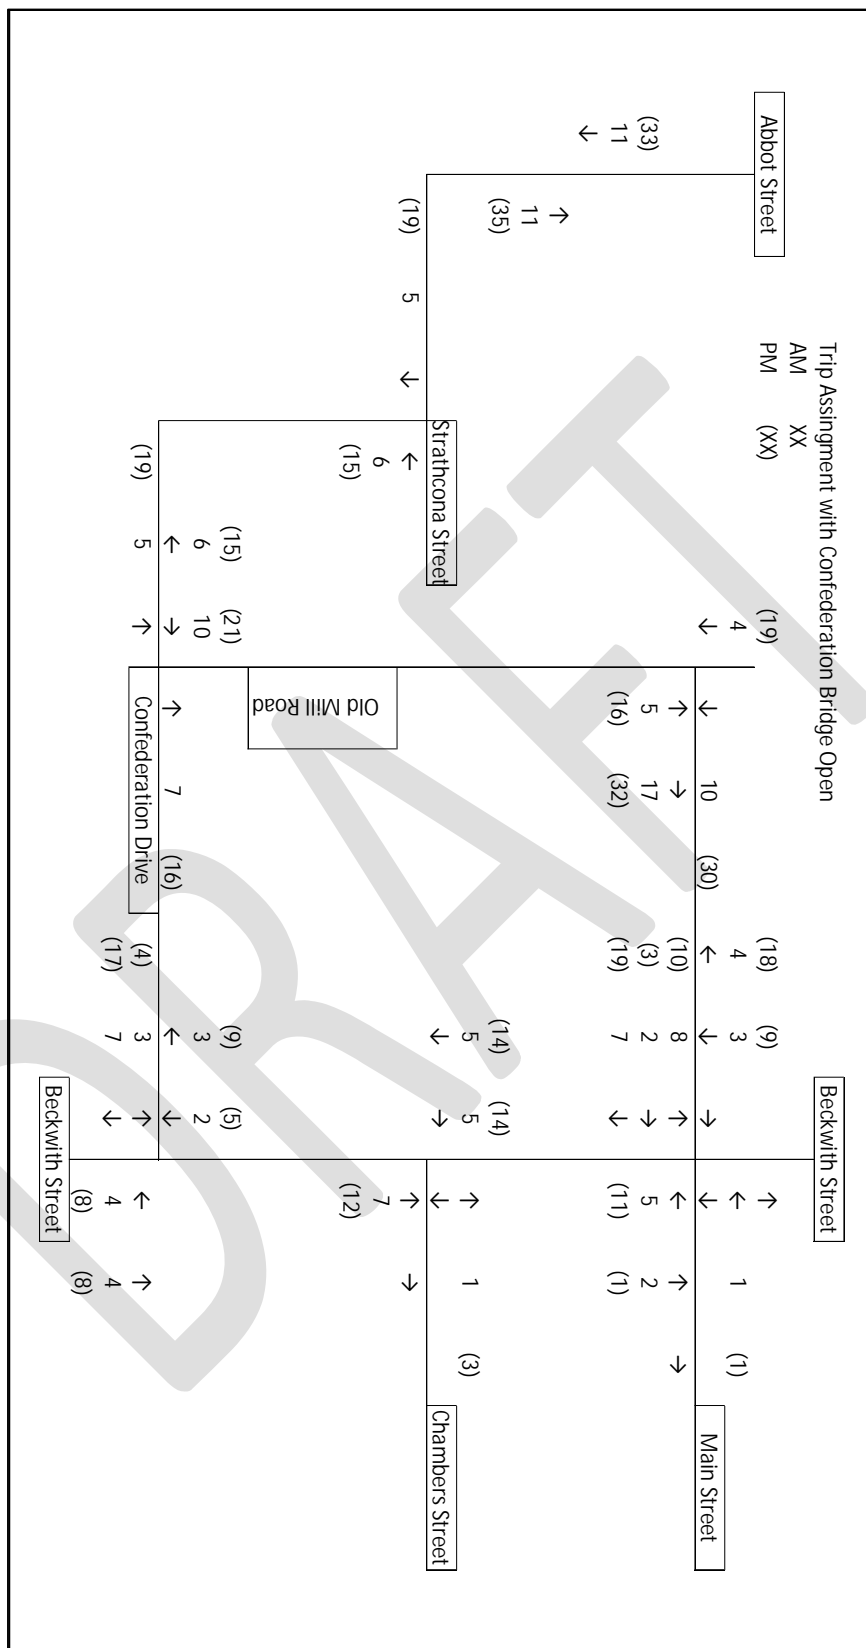 Trip Assingment with Confederation Bridge Open
Beckwith Street
AM XX
Abbot Street
PM (XX)
(19) (18) (9)
4 4 3 1 (1)
10 (30) Main Street
(10) 8
(33) 5 17 (3) 2 5 2
11 (16) (32) (19) 7 (11) (1)
11
(35) (14) (14)
5 5 1 (3)
Strathcona Street Chambers Street
(19) 5
6 7
(15) (12)
Old Mill Road
(15) (21) (9) (5)
6 10 3 2
7 (16)
(19) 5 Confederation Drive (4) 3
(17) 7 4 4
(8) (8)
Beckwith Street
DRAFT